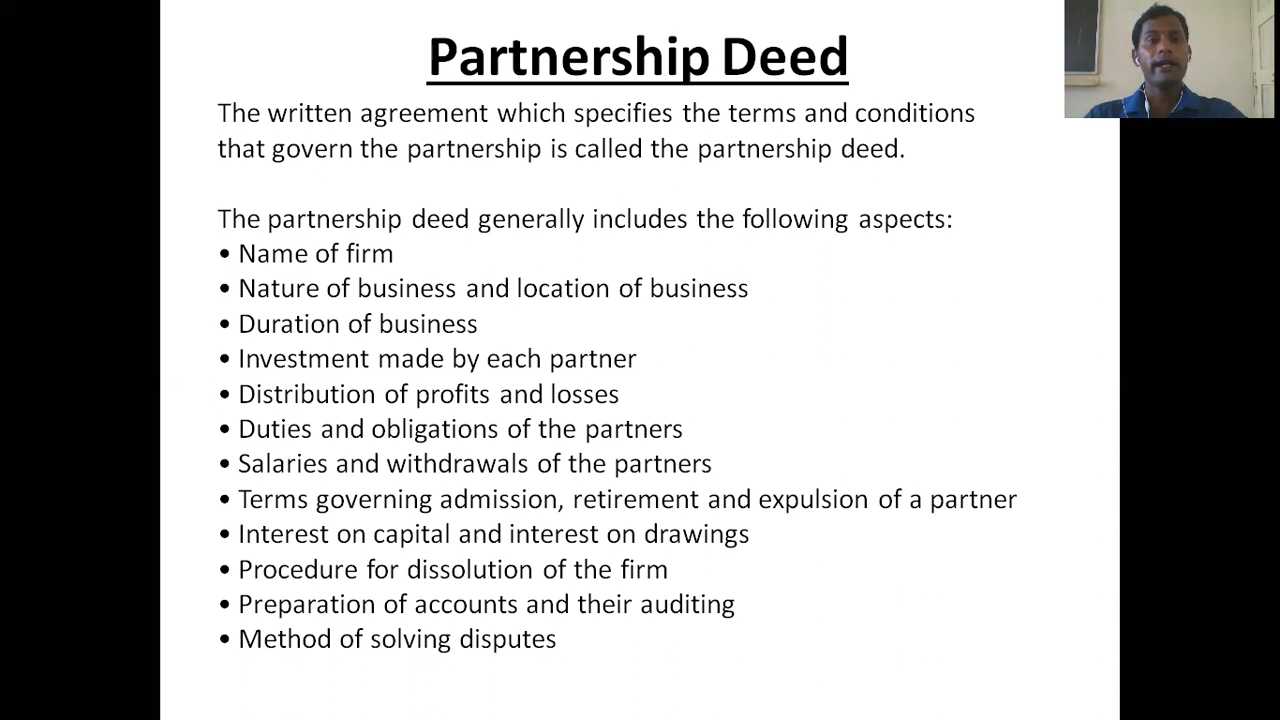 Partnership Deed
The written agreement which specifies the terms and conditions
that govern the partnership is called the partnership deed.
The partnership deed generally includes the following aspects:
• Name of firm
• Nature of business and location of business
• Duration of business
• Investment made by each partner
• Distribution of profits and losses
• Duties and obligations of the partners
• Salaries and withdrawals of the partners
• Terms governing admission, retirement and expulsion of a partner
• Interest on capital and interest on drawings
• Procedure for dissolution of the firm
• Preparation of accounts and their auditing
• Method of solving disputes